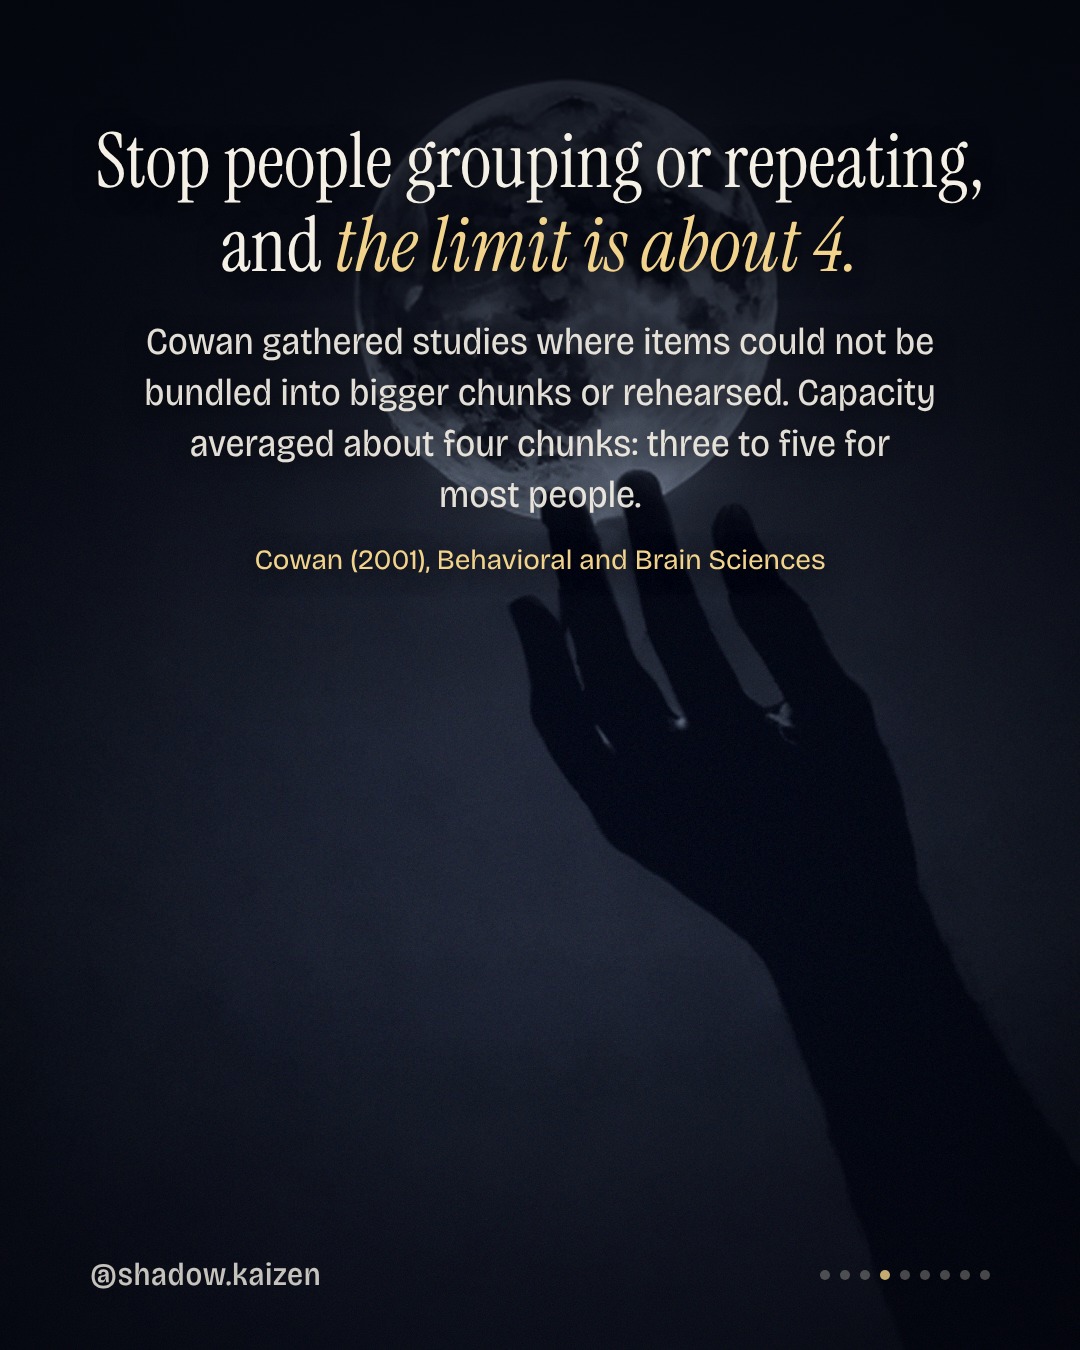 Stop people grouping or repeating,
and the limit is about 4.
Cowan gathered studies where items could not be
bundled into bigger chunks or rehearsed. Capacity
averaged about four chunks: three to five for
most people.
Cowan (2001), Behavioral and Brain Sciences
@shadow.kaizen